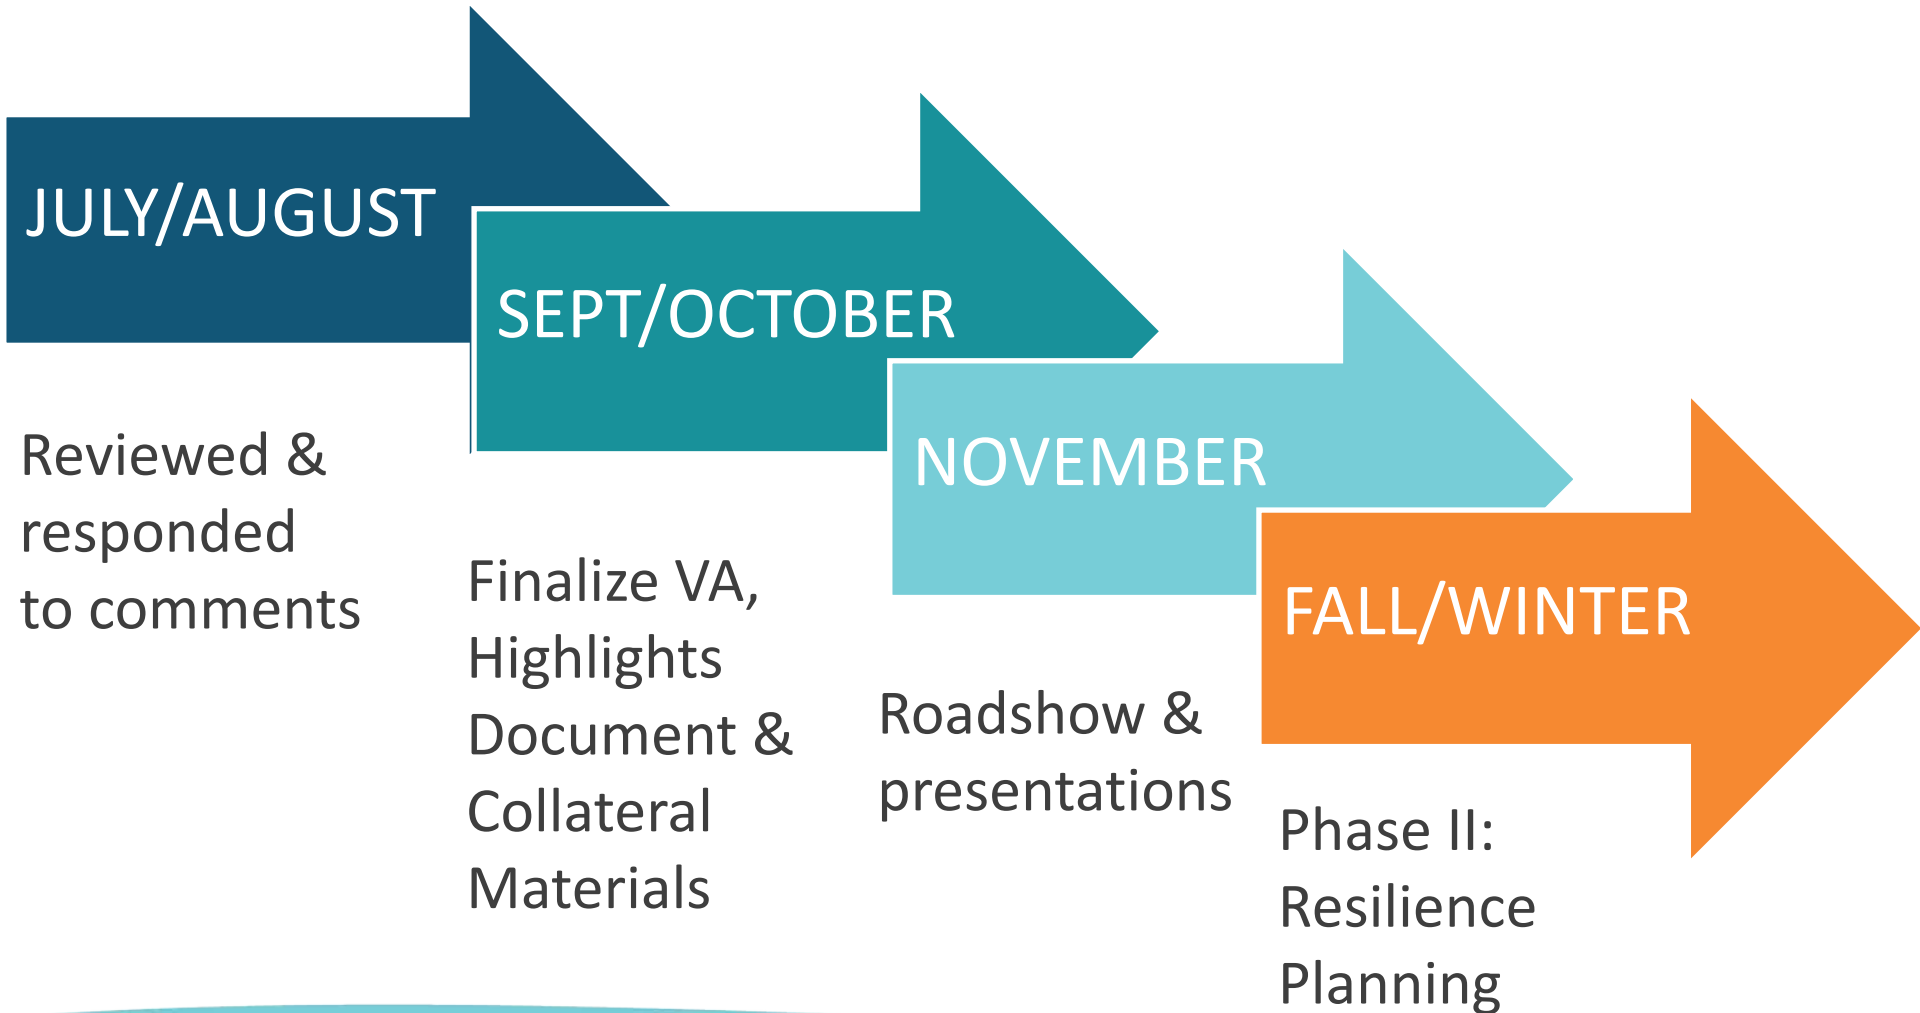 JULY/AUGUST
Reviewed &
responded
to comments
SEPT/OCTOBER
Finalize VA,
Highlights
Document &
Collateral
Materials
NOVEMBER
Roadshow &
presentations
FALL/WINTER
Phase II:
Resilience
Planning